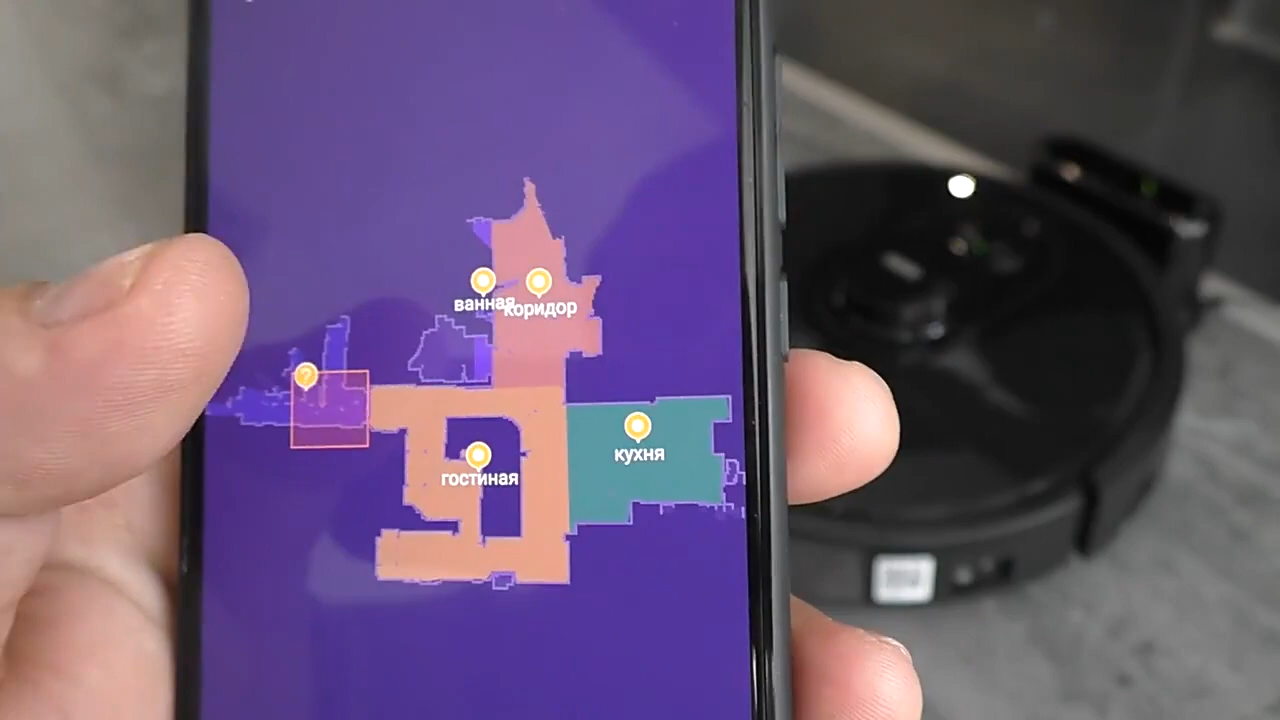 ванная
коридор
?
кухня
гостиная